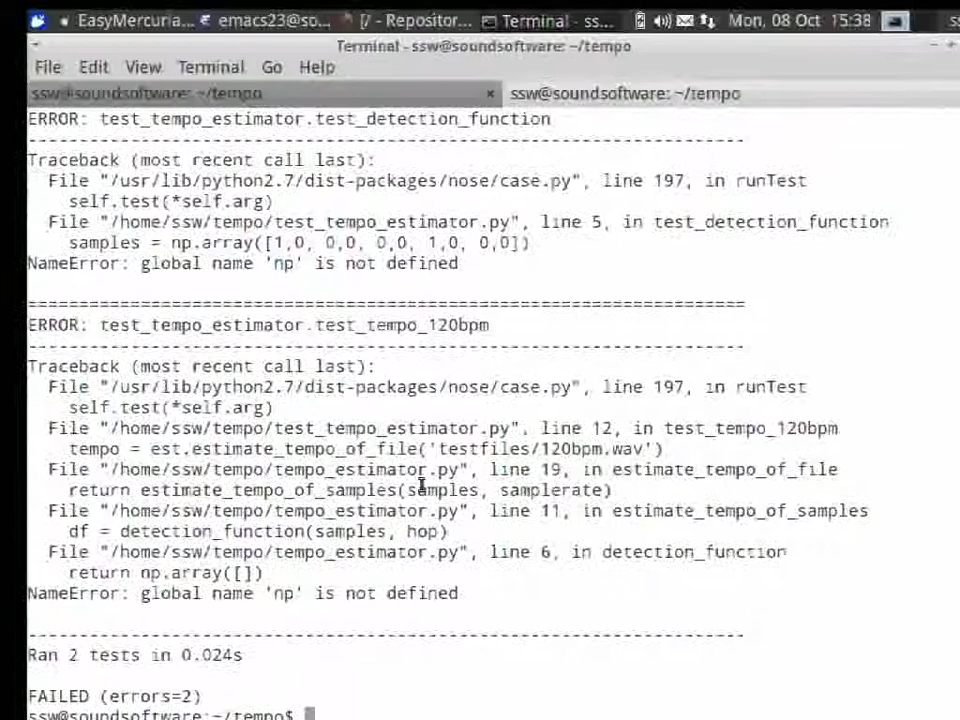 EasyMercuria... emacs23@so... [/ - Repositor... Terminal - ss... Mon, 08 Oct 15:38
Terminal - ssw@soundsoftware: ~/tempo
File Edit View Terminal Go Help
ssw@soundsoftware: ~/tempo × ssw@soundsoftware: ~/tempo
ERROR: test_tempo_estimator.test_detection_function
----------------------------------------------------------------------
Traceback (most recent call last):
  File "/usr/lib/python2.7/dist-packages/nose/case.py", line 197, in runTest
    self.test(*self.arg)
  File "/home/ssw/tempo/test_tempo_estimator.py", line 5, in test_detection_function
    samples = np.array([1,0, 0,0, 0,0, 1,0, 0,0])
NameError: global name 'np' is not defined
======================================================================
ERROR: test_tempo_estimator.test_tempo_120bpm
----------------------------------------------------------------------
Traceback (most recent call last):
  File "/usr/lib/python2.7/dist-packages/nose/case.py", line 197, in runTest
    self.test(*self.arg)
  File "/home/ssw/tempo/test_tempo_estimator.py", line 12, in test_tempo_120bpm
    tempo = est.estimate_tempo_of_file('testfiles/120bpm.wav')
  File "/home/ssw/tempo/tempo_estimator.py", line 19, in estimate_tempo_of_file
    return estimate_tempo_of_samples(samples, samplerate)
  File "/home/ssw/tempo/tempo_estimator.py", line 11, in estimate_tempo_of_samples
    df = detection_function(samples, hop)
  File "/home/ssw/tempo/tempo_estimator.py", line 6, in detection_function
    return np.array([])
NameError: global name 'np' is not defined
----------------------------------------------------------------------
Ran 2 tests in 0.024s
FAILED (errors=2)
ssw@soundsoftware:~/tempo$